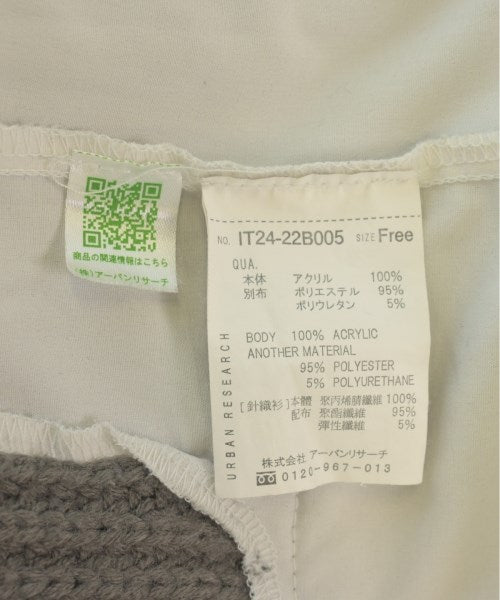 商品の関連情報はこちら
(株)アーバンリサーチ
NO. IT24-22B005 SIZE Free
QUA.
本体 アクリル 100%
別布 ポリエステル 95%
ポリウレタン 5%
BODY 100% ACRYLIC
ANOTHER MATERIAL
95% POLYESTER
5% POLYURETHANE
[針織衫]本體 聚丙烯腈纖維 100%
配布 聚酯纖維 95%
彈性纖維 5%
URBAN RESEARCH
株式会社 アーバンリサーチ
0120-967-013